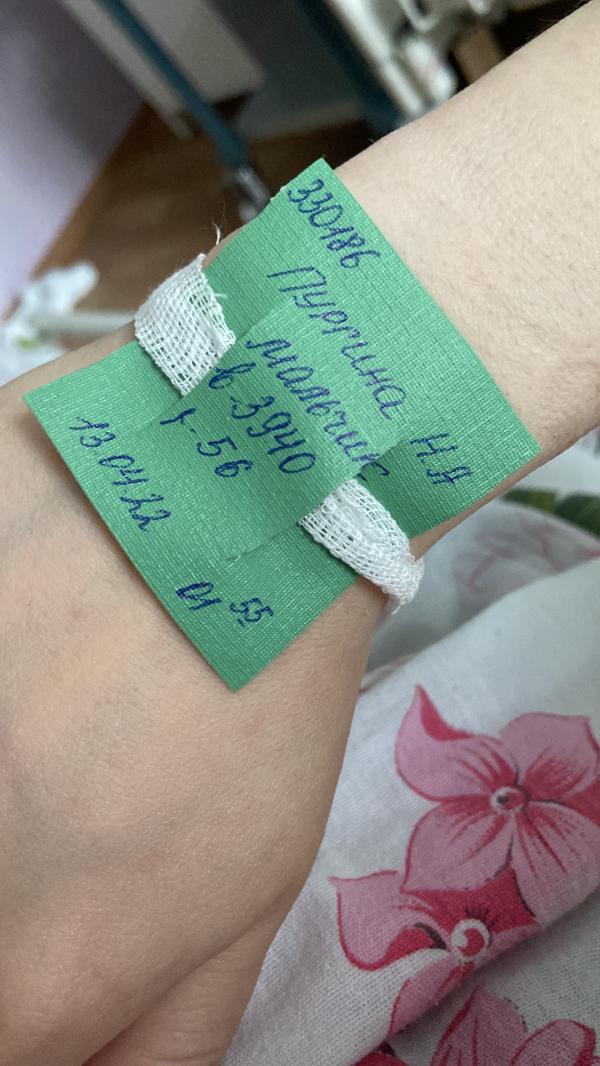 330186
Пургина Н.А
мальчик
в-3940
р-56
13.04.22
01 55